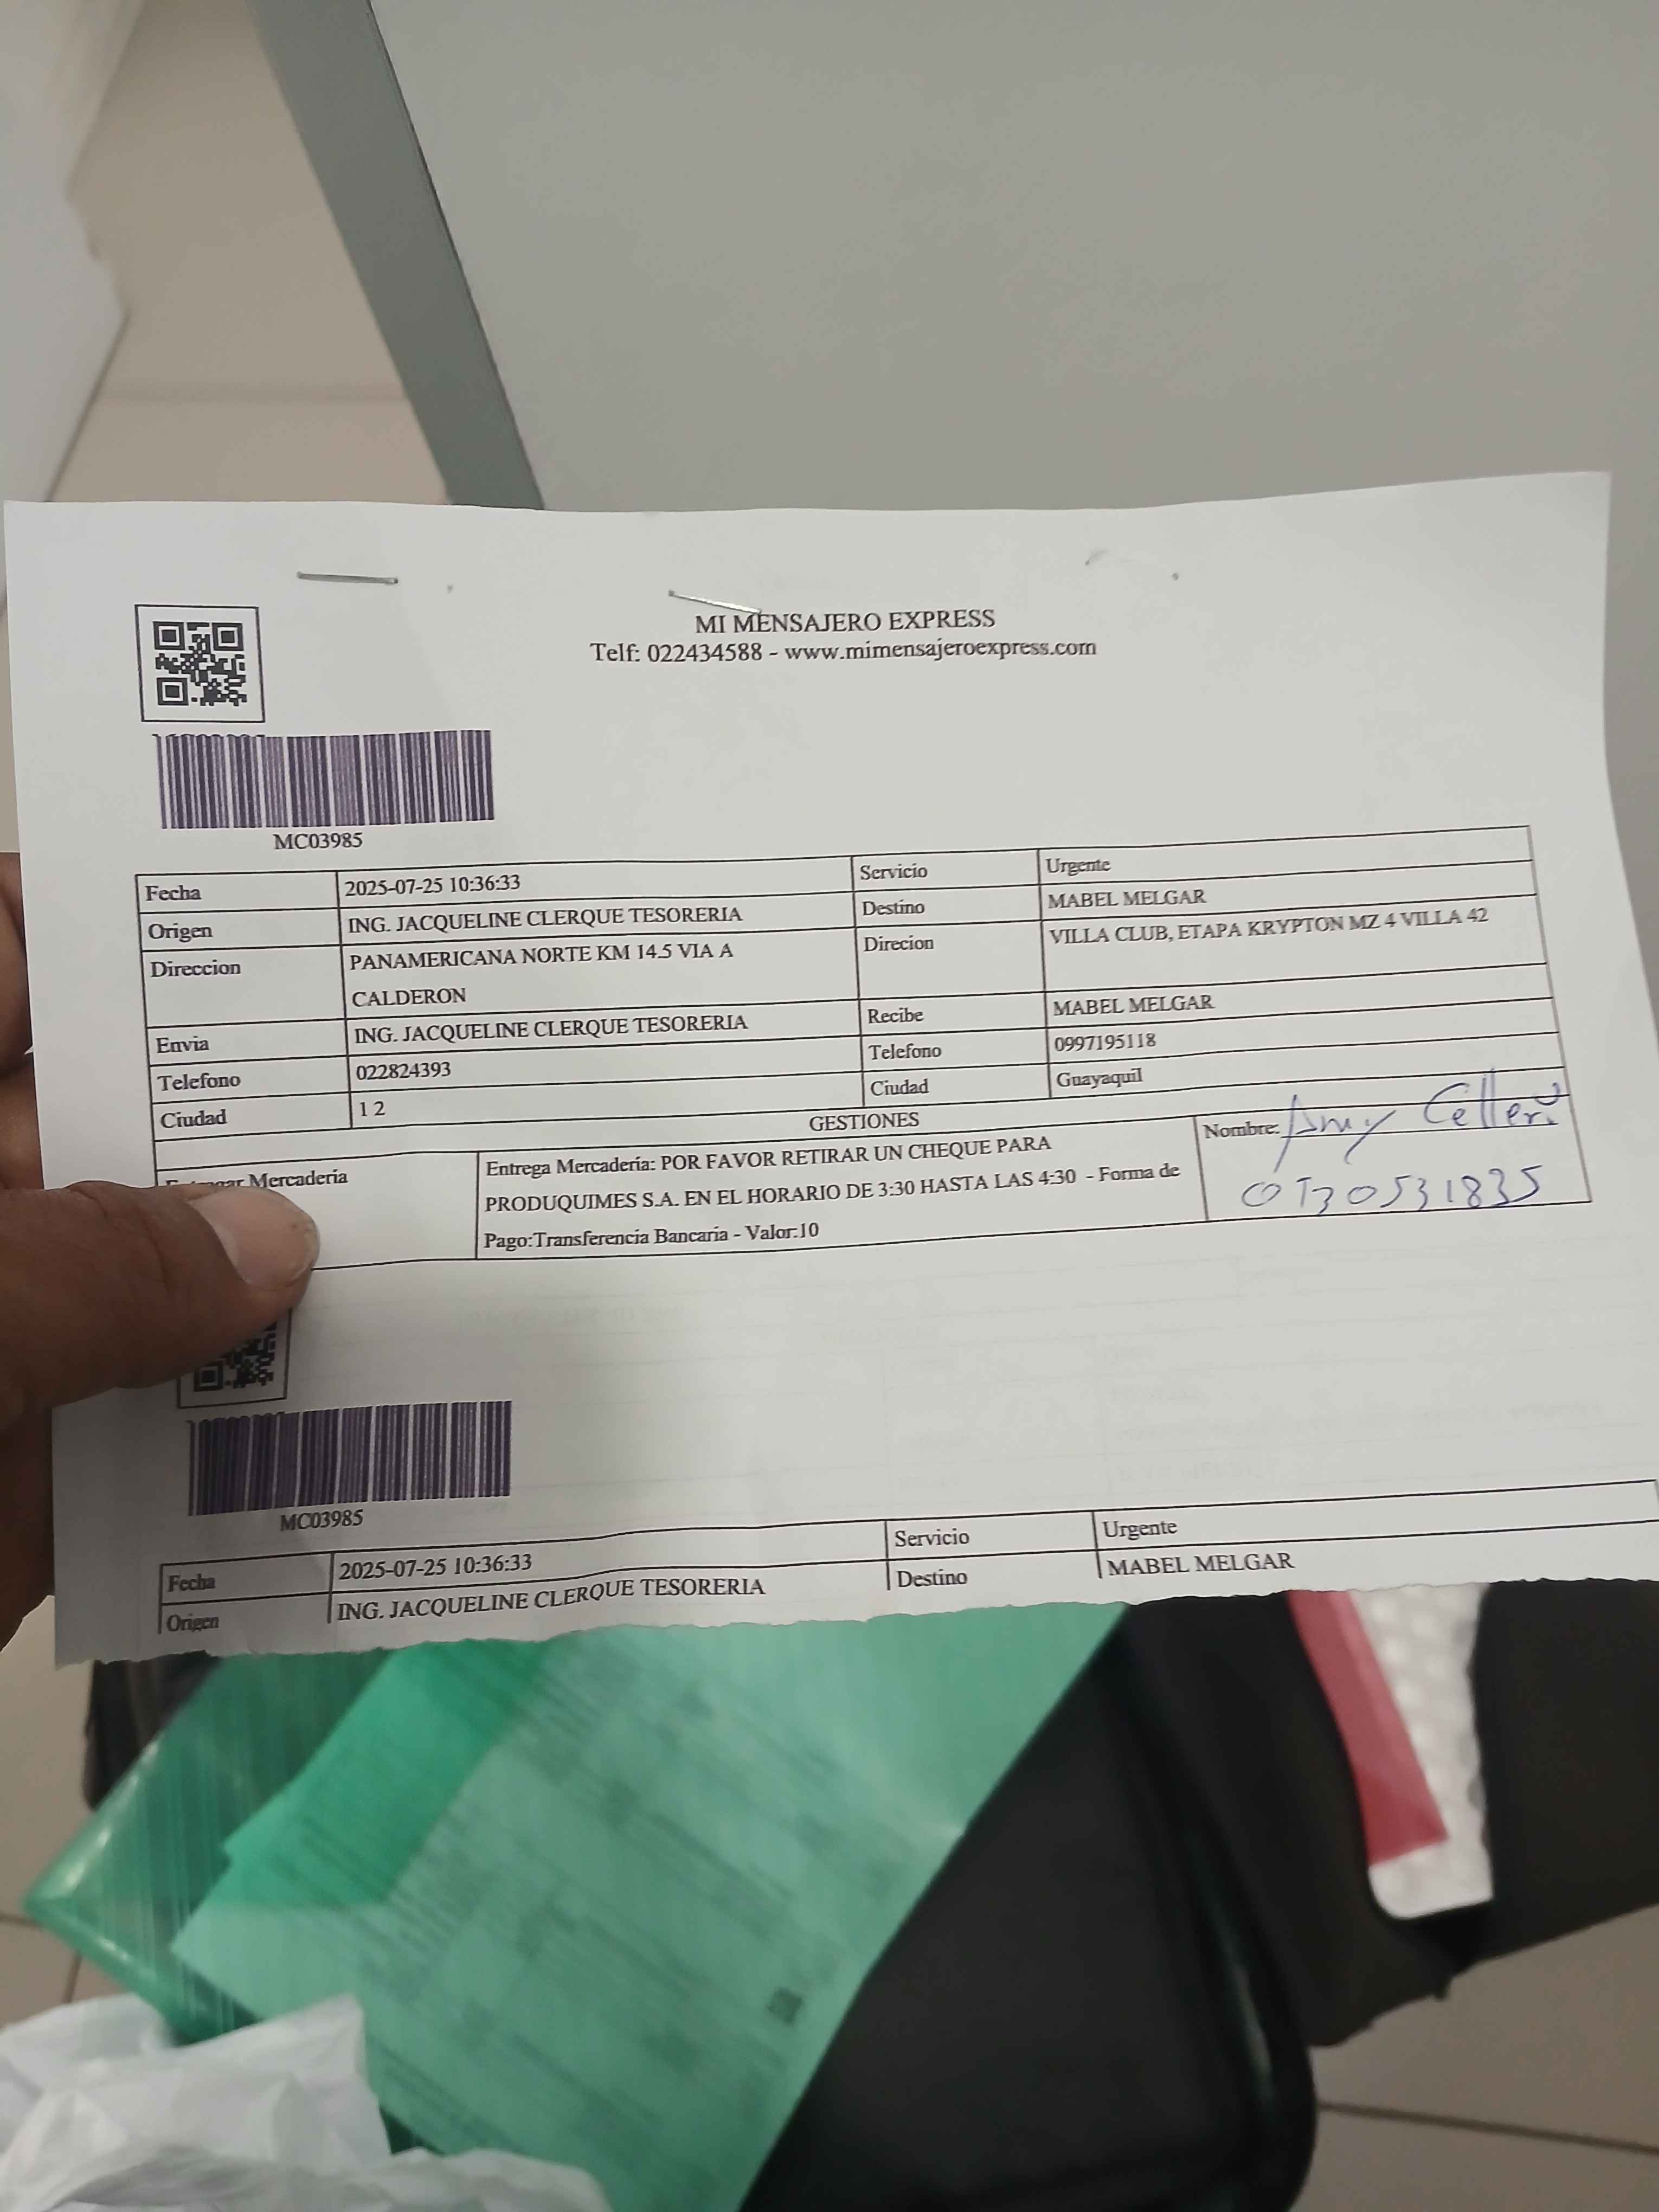 MI MENSAJERO EXPRESS
Telf: 022434588 - www.mimensajeroexpress.com
MC03985
Fecha 2025-07-25 10:36:33 Servicio Urgente
Origen ING. JACQUELINE CLERQUE TESORERIA Destino MABEL MELGAR
Direccion PANAMERICANA NORTE KM 14.5 VIA A Direcion VILLA CLUB, ETAPA KRYPTON MZ 4 VILLA 42
CALDERON
Envia ING. JACQUELINE CLERQUE TESORERIA Recibe MABEL MELGAR
Telefono 022824393 Telefono 0997195118
Ciudad 1 2 Ciudad Guayaquil
GESTIONES
Mercaderia Entrega Mercadería: POR FAVOR RETIRAR UN CHEQUE PARA Nombre: Amy
PRODUQUIMES S.A. EN EL HORARIO DE 3:30 HASTA LAS 4:30 - Forma de
Pago:Transferencia Bancaria - Valor:10
MC03985
Fecha 2025-07-25 10:36:33 Servicio Urgente
Origen ING. JACQUELINE CLERQUE TESORERIA Destino MABEL MELGAR